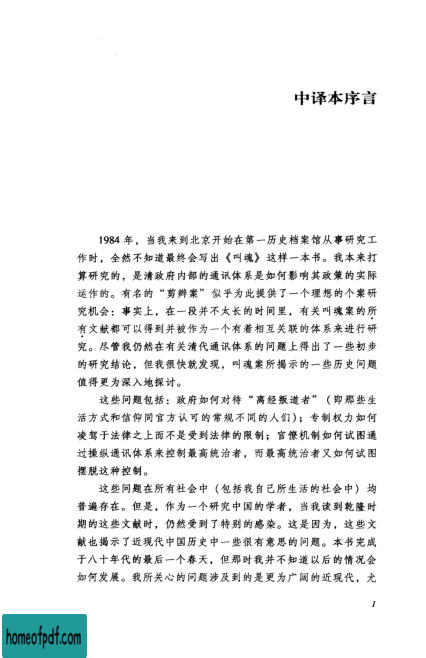 中译本序言
1984 年，当我来到北京开始在第一历史档案馆从事研究工
作时，全然不知道最终会写出《叫魂》这样一本书。我本来打
算研究的，是清政府内部的通讯体系是如何影响其政策的实际
运作的。有名的“剪辫案”似乎为此提供了一个理想的个案研
究机会：事实上，在一段并不太长的时间里，有关叫魂案的所
有文献都可以得到并被作为一个有着相互关联的体系来进行研
究。尽管我仍然在有关清代通讯体系的问题上得出了一些初步
的研究结论，但我很快就发现，叫魂案所揭示的一些历史问题
值得更为深入地探讨。
这些问题包括：政府如何对待“离经叛道者”（即那些生
活方式和信仰同官方认可的常规不同的人们）；专制权力如何
凌驾于法律之上而不是受到法律的限制；官僚机制如何试图通
过操纵通讯体系来控制最高统治者，而最高统治者又如何试图
摆脱这种控制。
这些问题在所有社会中（包括我自己所生活的社会中）均
普遍存在。但是，作为一个研究中国的学者，当我读到乾隆时
期的这些文献时，仍然受到了特别的感染。这是因为，这些文
献也揭示了近现代中国历史中一些很有意思的问题。本书完成
于八十年代的最后一个春天，但那时我并不知道以后的情况会
如何发展。我所关心的问题涉及到的是更为广阔的近现代，尤
1
homeofpdf.com